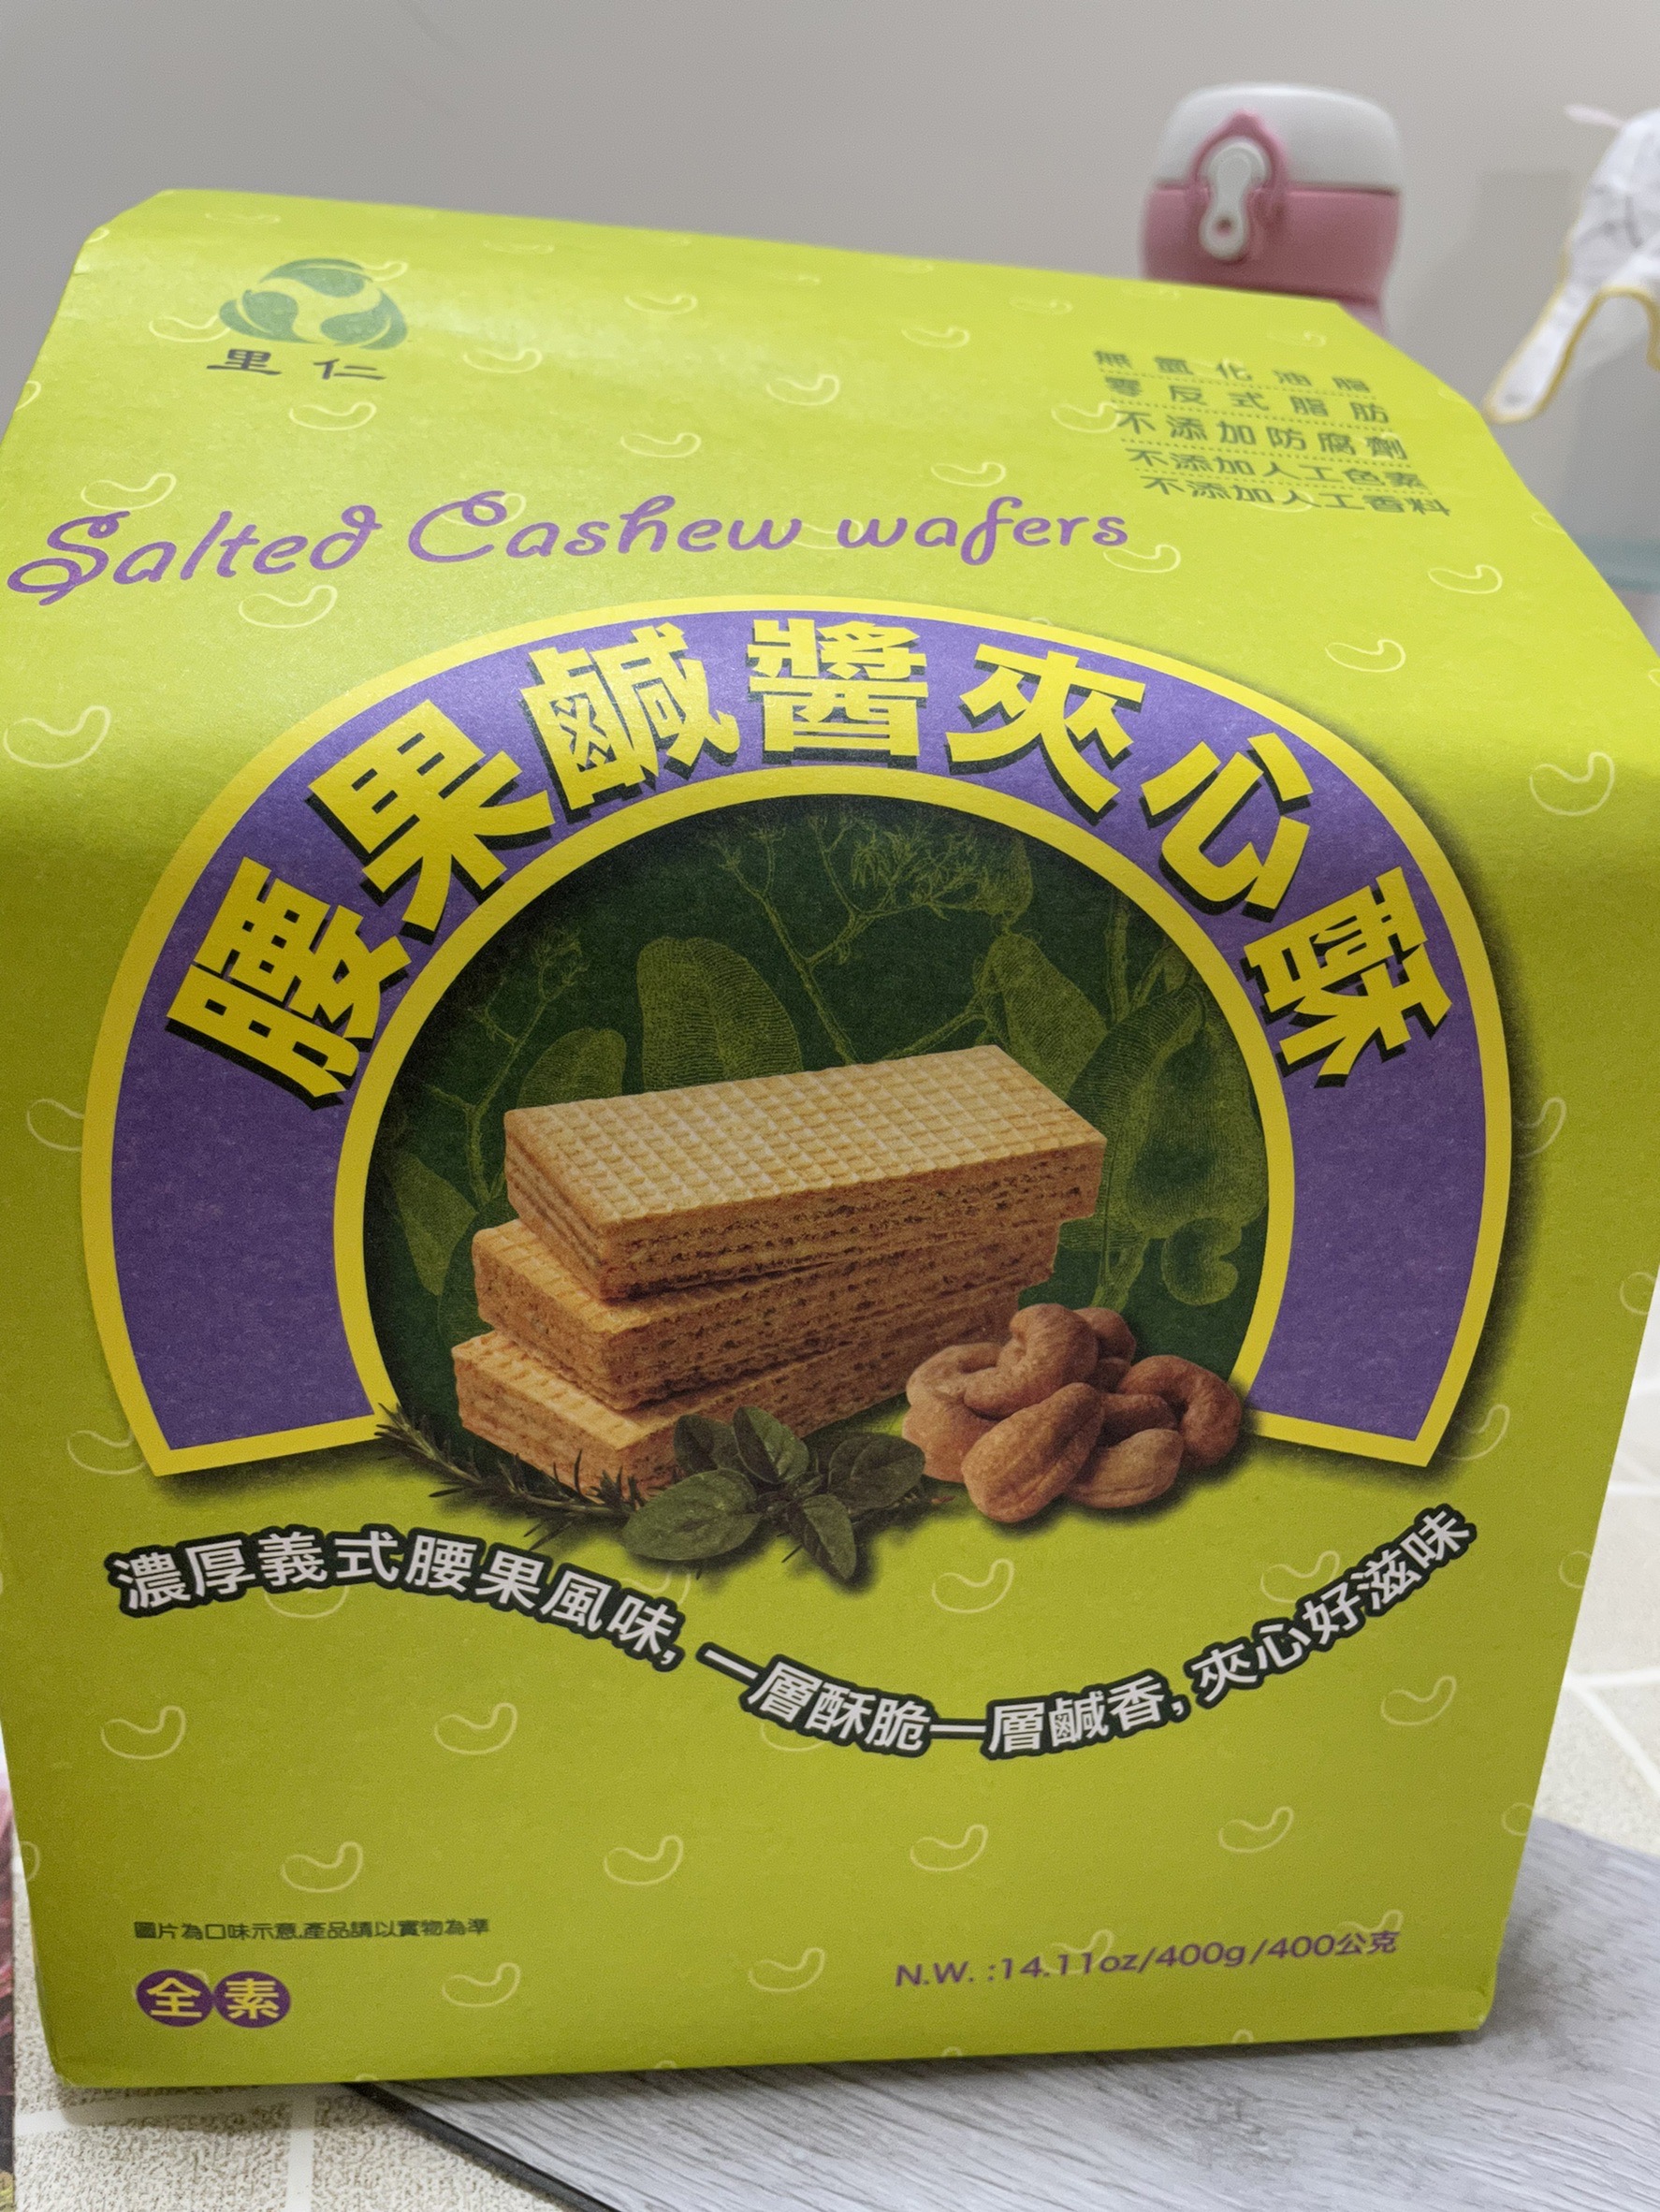 里仁
無氫化油脂
零反式脂肪
不添加防腐劑
不添加人工色素
不添加人工香料
Salted Cashew wafers
腰果鹹醬夾心酥
濃厚義式腰果風味, 一層酥脆一層鹹香, 夾心好滋味
圖片為口味示意,產品請以實物為準
全素
N.W. :14.11oz/400g/400公克